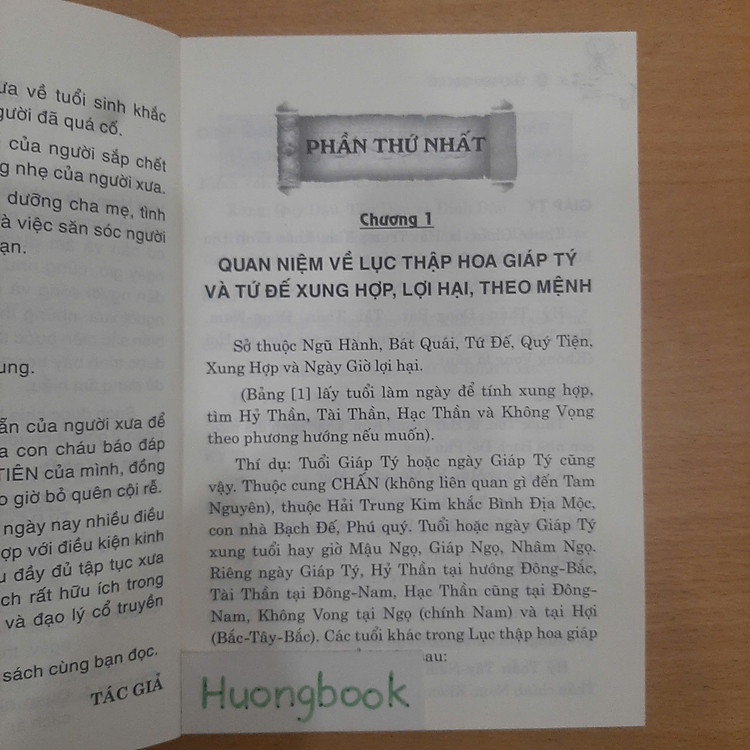 ưa về tuổi sinh khắc
gười đã quá cố.
của người sắp chết
g nhẹ của người xưa.
dưỡng cha mẹ, tình
à việc săn sóc người
ạn.
ung.
ẵn của người xưa để
a con cháu báo đáp
TIÊN của mình, đồng
o giờ bỏ quên cội rễ.
ngày nay nhiều điều
ợp với điều kiện kinh
u đầy đủ tập tục xưa
ch rất hữu ích trong
và đạo lý cổ truyền
sách cùng bạn đọc.
TÁC GIẢ
PHẦN THỨ NHẤT
Chương 1
QUAN NIỆM VỀ LỤC THẬP HOA GIÁP TÝ
VÀ TỨ ĐẾ XUNG HỢP, LỢI HẠI, THEO MỆNH
Sở thuộc Ngũ Hành, Bát Quái, Tứ Đế, Quý Tiện,
Xung Hợp và Ngày Giờ lợi hại.
(Bảng [1] lấy tuổi làm ngày để tính xung hợp,
tìm Hỷ Thần, Tài Thần, Hạc Thần và Không Vọng
theo phương hướng nếu muốn).
Thí dụ: Tuổi Giáp Tý hoặc ngày Giáp Tý cũng
vậy. Thuộc cung CHẤN (không liên quan gì đến Tam
Nguyên), thuộc Hải Trung Kim khắc Bình Địa Mộc,
con nhà Bạch Đế, Phú quý. Tuổi hoặc ngày Giáp Tý
xung tuổi hay giờ Mậu Ngọ, Giáp Ngọ, Nhâm Ngọ.
Riêng ngày Giáp Tý, Hỷ Thần tại hướng Đông-Bắc,
Tài Thần tại Đông-Nam, Hạc Thần cũng tại Đông-
Nam, Không Vong tại Ngọ (chính Nam) và tại Hợi
(Bắc-Tây-Bắc). Các tuổi khác trong Lục thập hoa giáp
au:
Huongbook